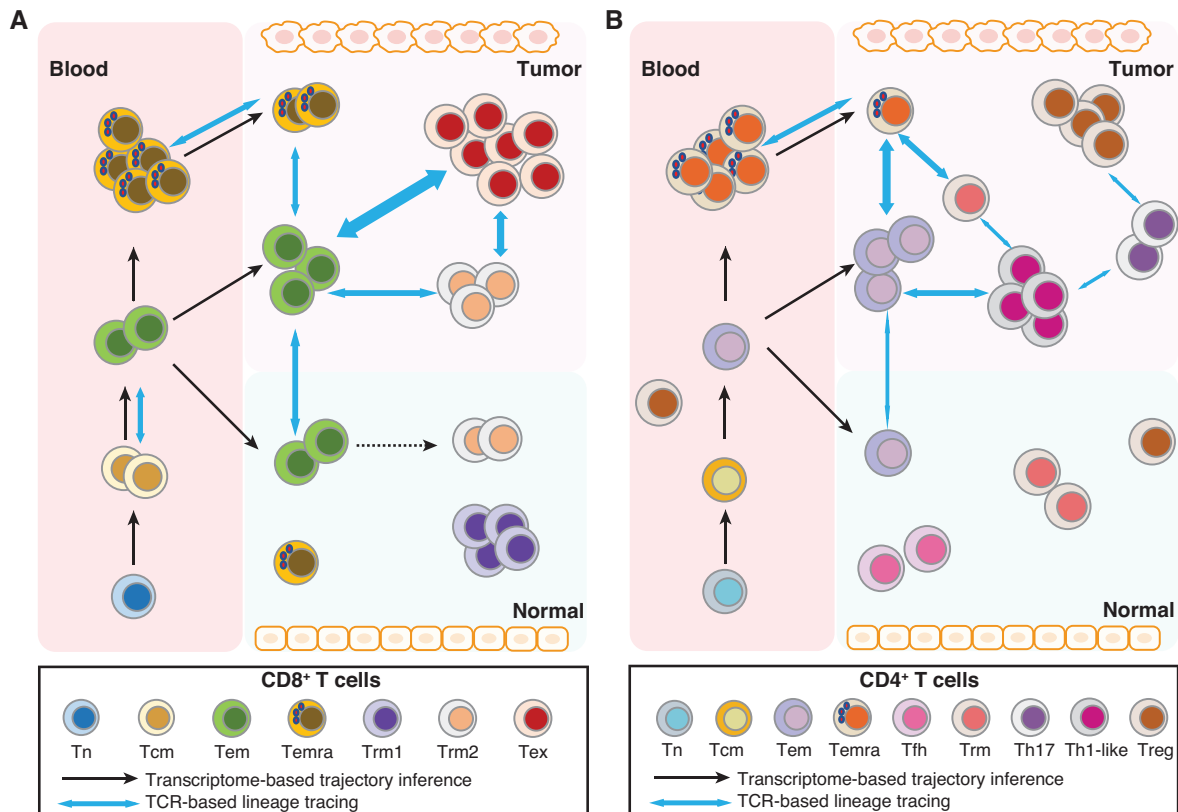 A
Blood
Tumor
Normal
CD8⁺ T cells
Tn Tcm Tem Temra Trm1 Trm2 Tex
Transcriptome-based trajectory inference
TCR-based lineage tracing
B
Blood
Tumor
Normal
CD4⁺ T cells
Tn Tcm Tem Temra Tfh Trm Th17 Th1-like Treg
Transcriptome-based trajectory inference
TCR-based lineage tracing